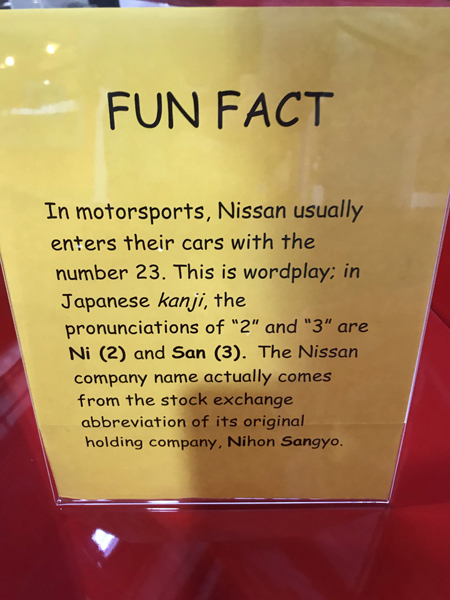 FUN FACT
In motorsports, Nissan usually
enters their cars with the
number 23. This is wordplay; in
Japanese kanji, the
pronunciations of “2” and “3” are
Ni (2) and San (3). The Nissan
company name actually comes
from the stock exchange
abbreviation of its original
holding company, Nihon Sangyo.